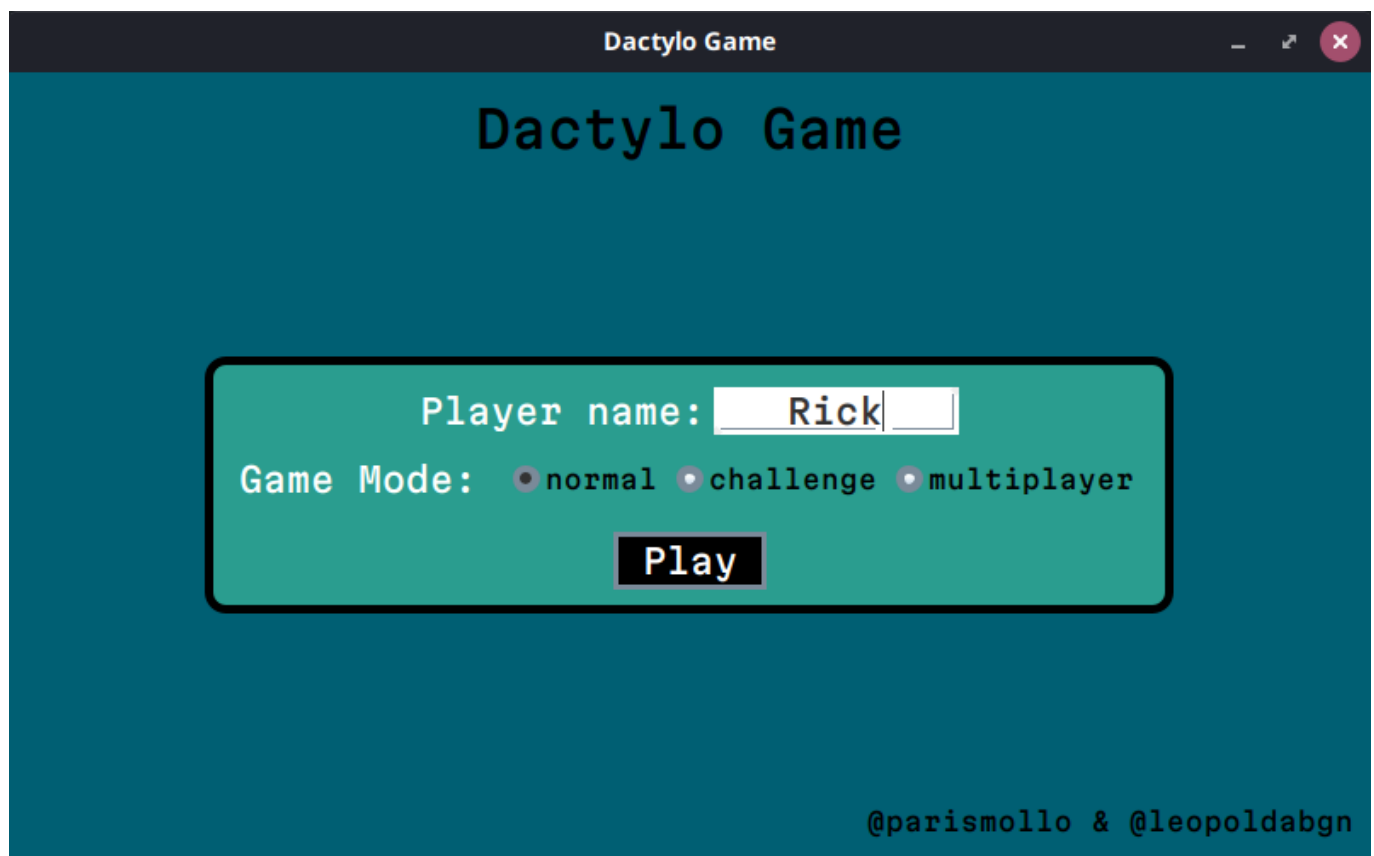 Dactylo Game
Dactylo Game
Player name: Rick
Game Mode: normal challenge multiplayer
Play
@parismollo & @leopoldabgn